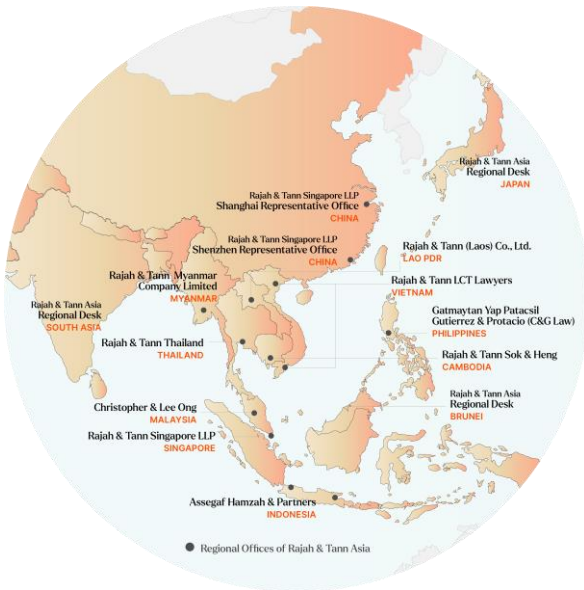 Rajah & Tann Asia
Regional Desk
JAPAN
Rajah & Tann Singapore LLP
Shanghai Representative Office
CHINA
Rajah & Tann Singapore LLP
Shenzhen Representative Office
CHINA
Rajah & Tann (Laos) Co., Ltd.
LAO PDR
Rajah & Tann Myanmar
Company Limited
MYANMAR
Rajah & Tann LCT Lawyers
VIETNAM
Rajah & Tann Asia
Regional Desk
SOUTH ASIA
Gatmaytan Yap Patacsil
Gutierrez & Protacio (C&G Law)
PHILIPPINES
Rajah & Tann Thailand
THAILAND
Rajah & Tann Sok & Heng
CAMBODIA
Rajah & Tann Asia
Regional Desk
BRUNEI
Christopher & Lee Ong
MALAYSIA
Rajah & Tann Singapore LLP
SINGAPORE
Assegaf Hamzah & Partners
INDONESIA
Regional Offices of Rajah & Tann Asia